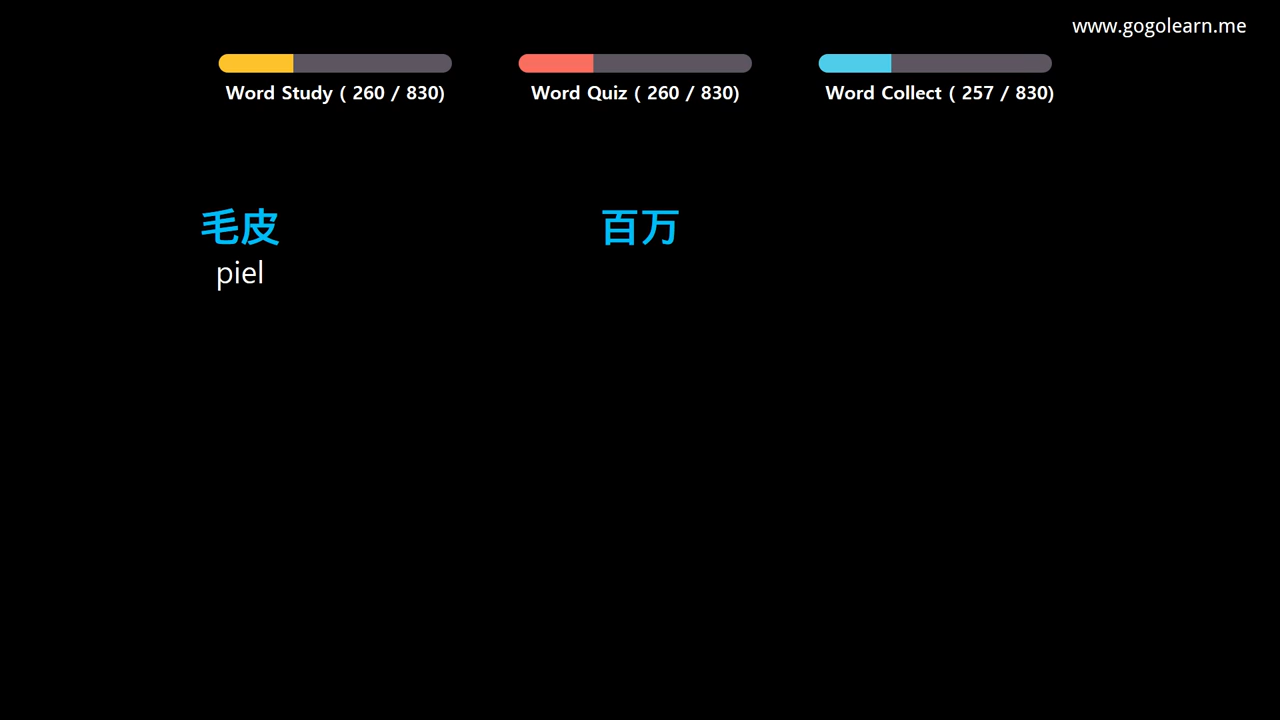 www.gogolearn.me
Word Study ( 260 / 830)
Word Quiz ( 260 / 830)
Word Collect ( 257 / 830)
毛皮
piel
百万